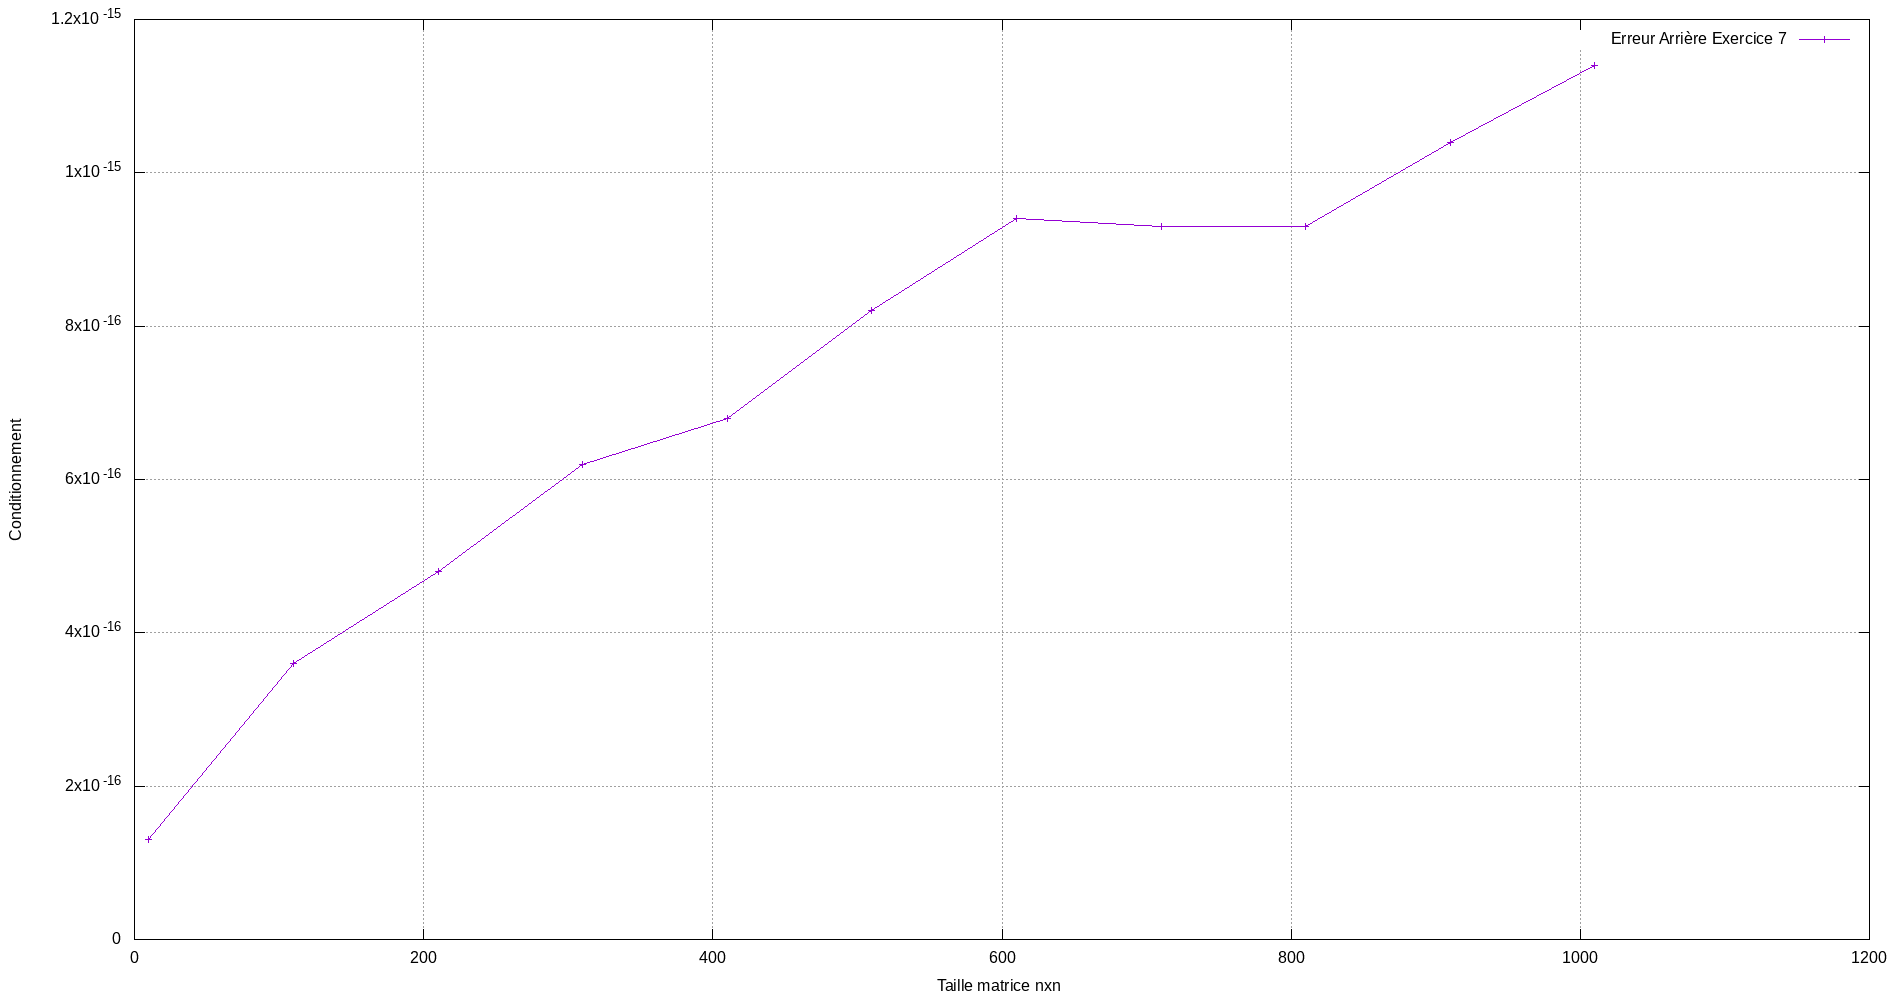 1.2x10 -15
1x10 -15
8x10 -16
6x10 -16
4x10 -16
2x10 -16
0
Conditionnement
Erreur Arrière Exercice 7
0 200 400 600 800 1000 1200
Taille matrice nxn